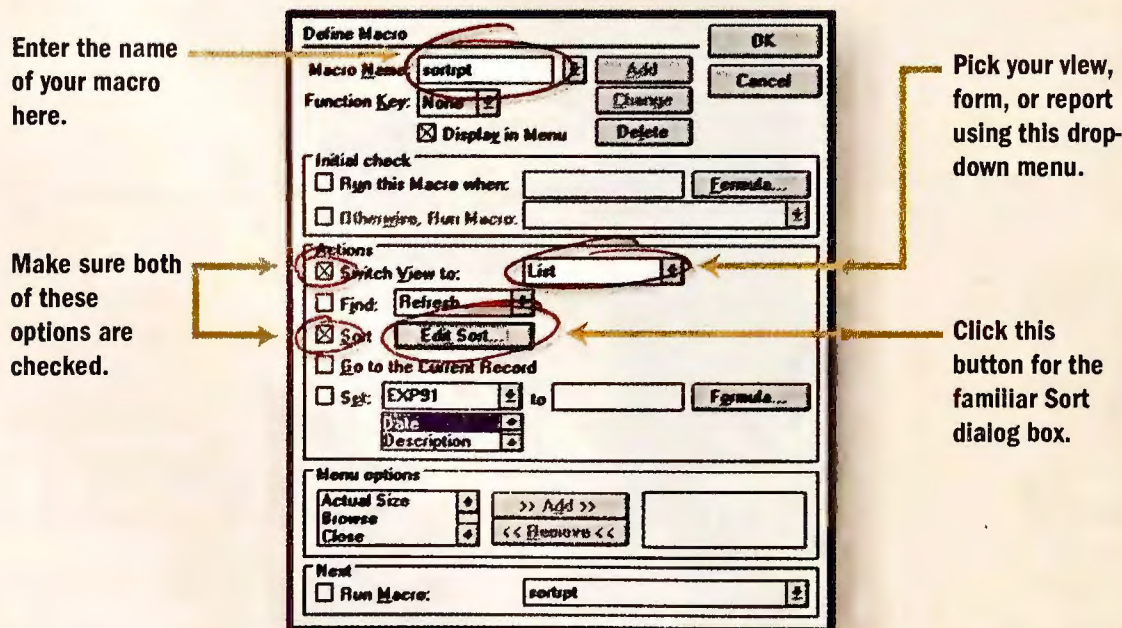 Enter the name
of your macro
here.
Make sure both
of these
options are
checked.
Define Macro
OK
Macro Name:
sortrpt
Add
Cancel
Function Key:
None
Change
Display in Menu
Delete
Initial check
Run this Macro when:
Formula...
Otherwise, Run Macro:
Actions
Switch View to:
List
Find:
Refresh
Sort
Edit Sort...
Go to the Current Record
Set:
EXP91
to
Formula...
Date
Description
Menu options
Actual Size
Browse
Close
>> Add >>
<< Remove <<
Next
Run Macro:
sortrpt
Pick your view,
form, or report
using this drop-
down menu.
Click this
button for the
familiar Sort
dialog box.